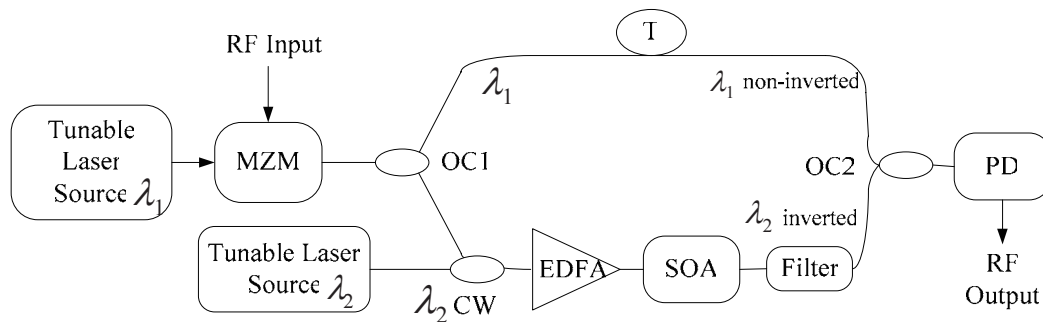 T
RF Input
λ₁
λ₁ non-inverted
Tunable
Laser
Source λ₁
MZM
OC1
OC2
PD
λ₂ inverted
Tunable Laser
Source λ₂
λ₂ CW
EDFA
SOA
Filter
RF
Output